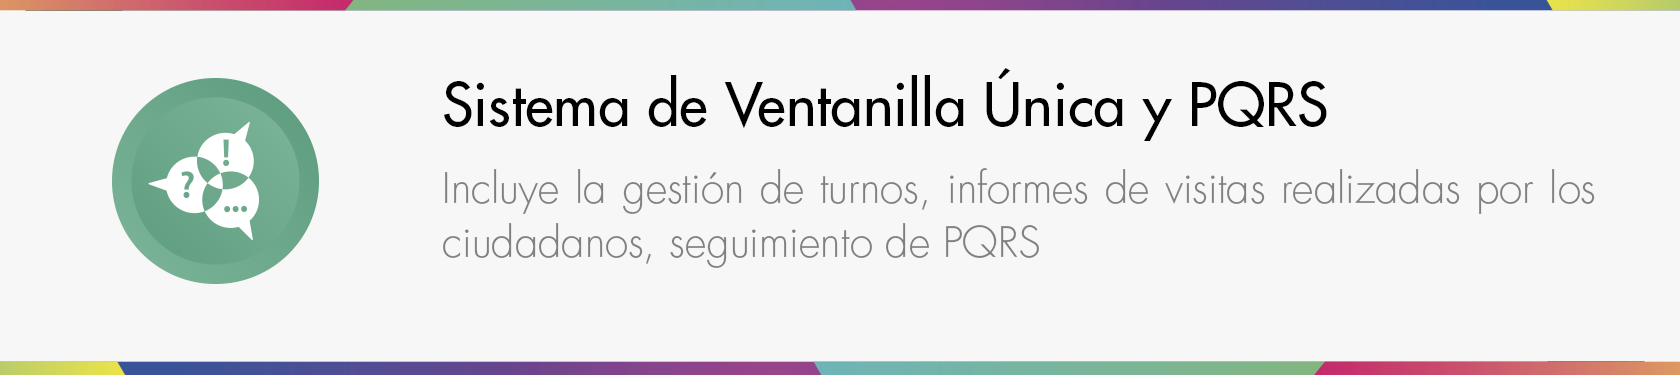 Sistema de Ventanilla Única y PQRS
Incluye la gestión de turnos, informes de visitas realizadas por los
ciudadanos, seguimiento de PQRS
! ? ...